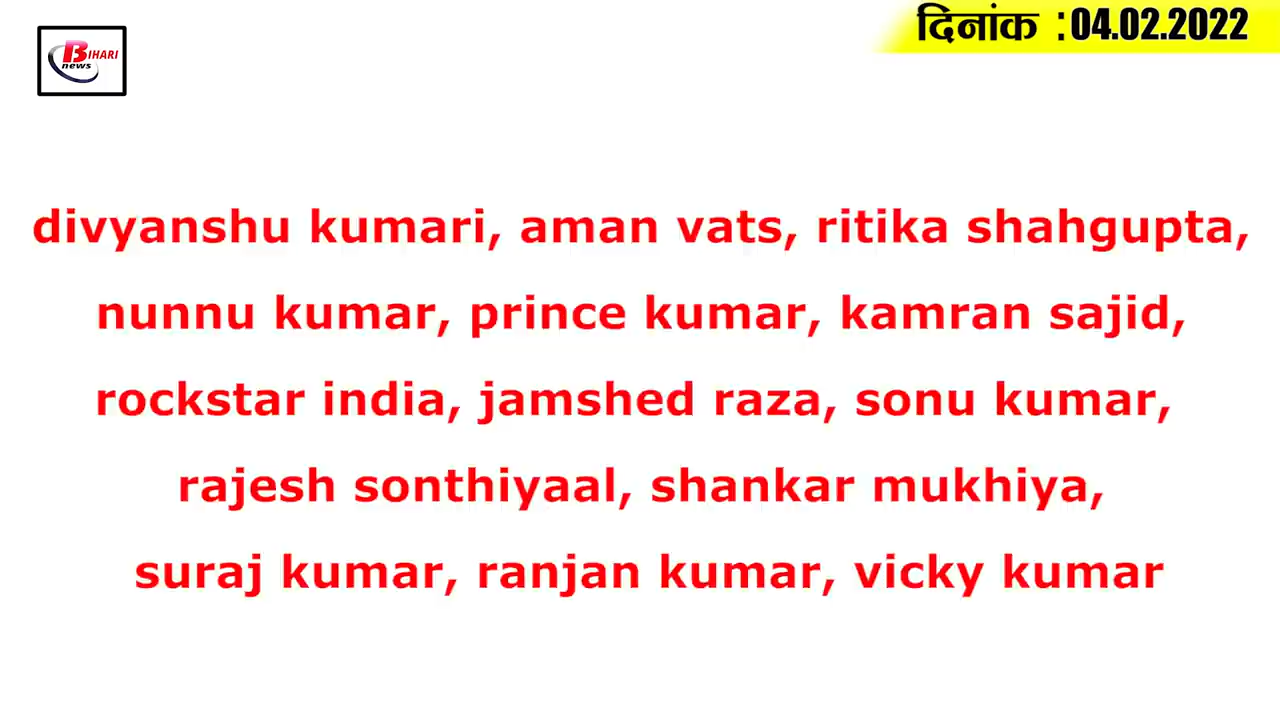 BIHARI
news
दिनांक :04.02.2022
divyanshu kumari, aman vats, ritika shahgupta,
nunnu kumar, prince kumar, kamran sajid,
rockstar india, jamshed raza, sonu kumar,
rajesh sonthiyaal, shankar mukhiya,
suraj kumar, ranjan kumar, vicky kumar